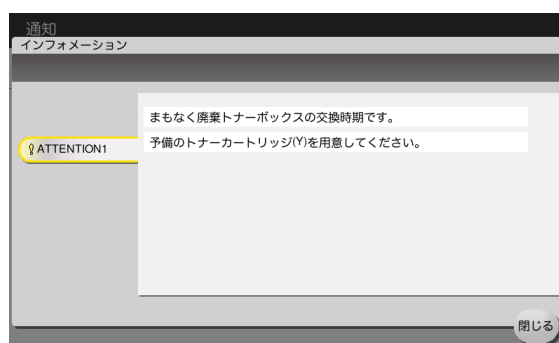 通知
インフォメーション
まもなく廃棄トナーボックスの交換時期です。
予備のトナーカートリッジ(Y)を用意してください。
ATTENTION1
閉じる